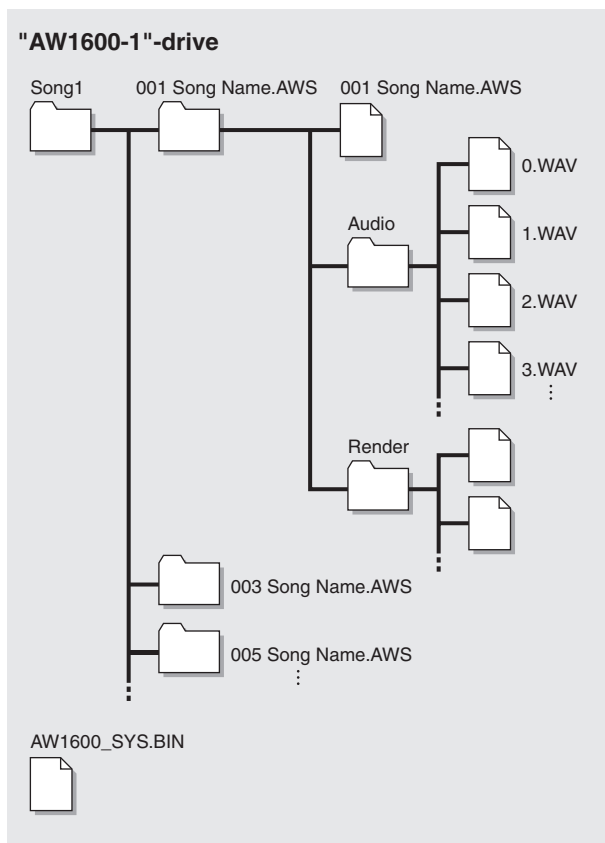 "AW1600-1"-drive
Song1
001 Song Name.AWS
001 Song Name.AWS
0.WAV
Audio
1.WAV
2.WAV
3.WAV
Render
003 Song Name.AWS
005 Song Name.AWS
AW1600_SYS.BIN